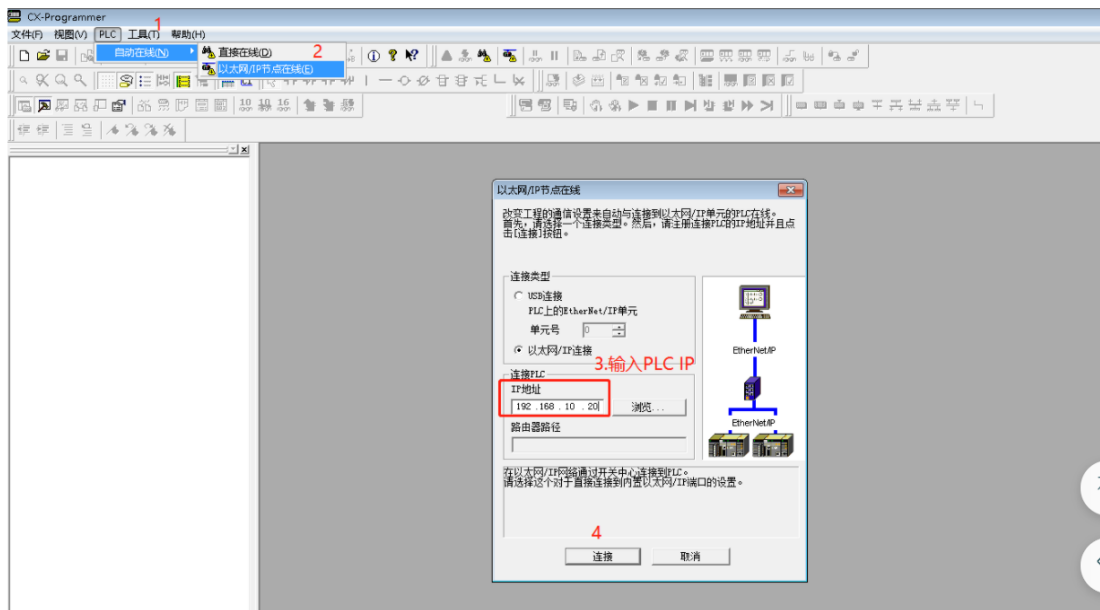 CX-Programmer
1
文件(F) 视图(V) PLC 工具(T) 帮助(H)
自动在线(N) 直接在线(D) 2
以太网/IP节点在线(E)
10 10 16
以太网/IP节点在线
改变工程的通信设置来自动与连接到以太网/IP单元的PLC在线。
首先，请选择一个连接类型。然后，请注册连接PLC的IP地址并且点
击[连接]按钮。
连接类型
USB连接
PLC上的EtherNet/IP单元
单元号 0
以太网/IP连接
EtherNet/IP
3.输入PLC IP
连接PLC
IP地址
192 .168 . 10 . 20
浏览...
EtherNet/IP
路由器路径
在以太网/IP网络通过开关中心连接到PLC。
请选择这个对于直接连接到内置以太网/IP端口的设置。
4
连接 取消